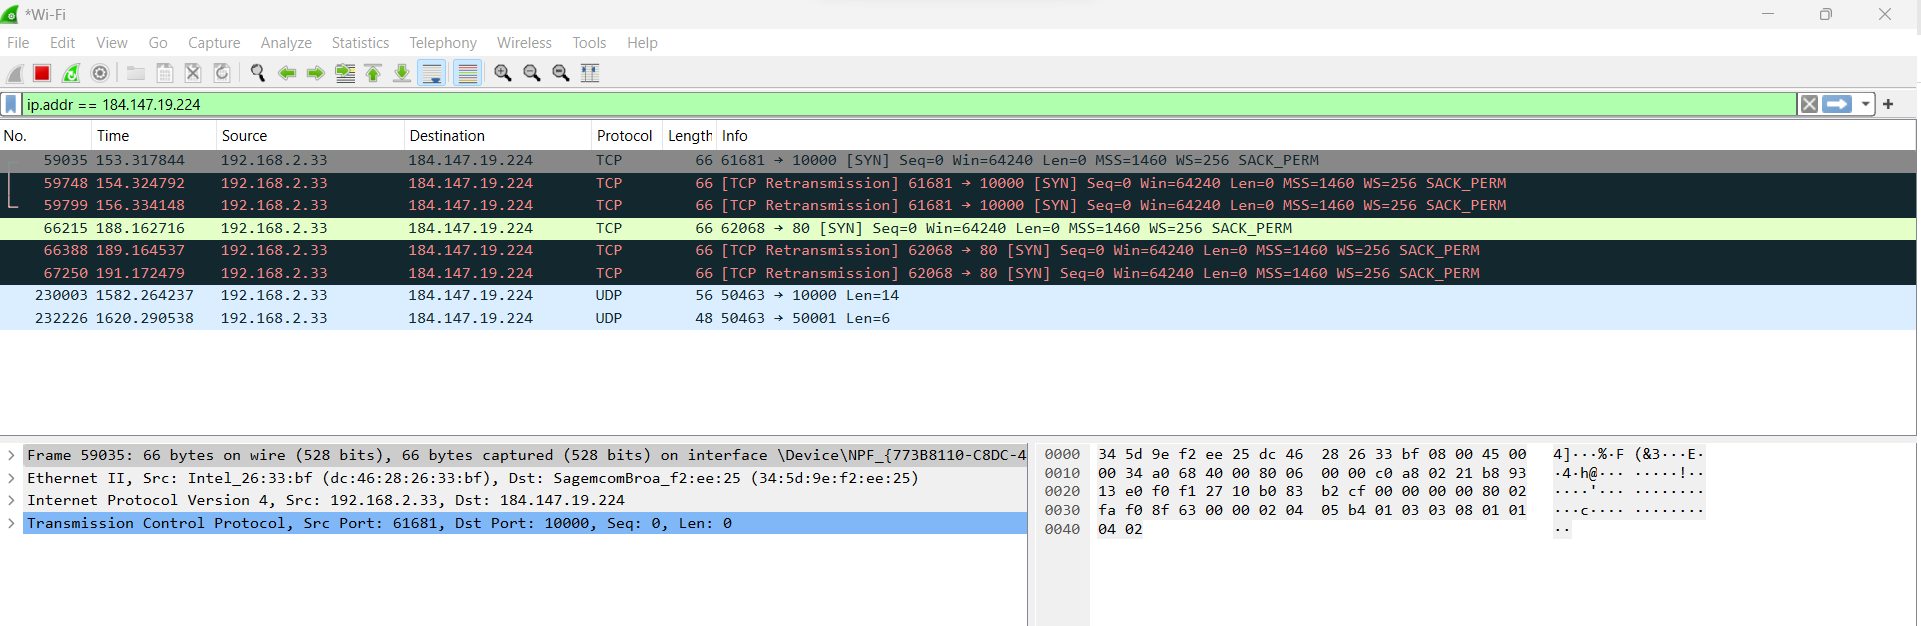 *Wi-Fi
File Edit View Go Capture Analyze Statistics Telephony Wireless Tools Help
ip.addr == 184.147.19.224
No. Time Source Destination Protocol Length Info
59035 153.317844 192.168.2.33 184.147.19.224 TCP 66 61681 → 10000 [SYN] Seq=0 Win=64240 Len=0 MSS=1460 WS=256 SACK_PERM
59748 154.324792 192.168.2.33 184.147.19.224 TCP 66 [TCP Retransmission] 61681 → 10000 [SYN] Seq=0 Win=64240 Len=0 MSS=1460 WS=256 SACK_PERM
59799 156.334148 192.168.2.33 184.147.19.224 TCP 66 [TCP Retransmission] 61681 → 10000 [SYN] Seq=0 Win=64240 Len=0 MSS=1460 WS=256 SACK_PERM
66215 188.162716 192.168.2.33 184.147.19.224 TCP 66 62068 → 80 [SYN] Seq=0 Win=64240 Len=0 MSS=1460 WS=256 SACK_PERM
66388 189.164537 192.168.2.33 184.147.19.224 TCP 66 [TCP Retransmission] 62068 → 80 [SYN] Seq=0 Win=64240 Len=0 MSS=1460 WS=256 SACK_PERM
67250 191.172479 192.168.2.33 184.147.19.224 TCP 66 [TCP Retransmission] 62068 → 80 [SYN] Seq=0 Win=64240 Len=0 MSS=1460 WS=256 SACK_PERM
230003 1582.264237 192.168.2.33 184.147.19.224 UDP 56 50463 → 10000 Len=14
232226 1620.290538 192.168.2.33 184.147.19.224 UDP 48 50463 → 50001 Len=6
Frame 59035: 66 bytes on wire (528 bits), 66 bytes captured (528 bits) on interface \Device\NPF_{773B8110-C8DC-4
Ethernet II, Src: Intel_26:33:bf (dc:46:28:26:33:bf), Dst: SagemcomBroa_f2:ee:25 (34:5d:9e:f2:ee:25)
Internet Protocol Version 4, Src: 192.168.2.33, Dst: 184.147.19.224
Transmission Control Protocol, Src Port: 61681, Dst Port: 10000, Seq: 0, Len: 0
0000 34 5d 9e f2 ee 25 dc 46 28 26 33 bf 08 00 45 00 4]···%·F (&3···E·
0010 00 34 a0 68 40 00 80 06 00 00 c0 a8 02 21 b8 93 ·4·h@··· ·····!··
0020 13 e0 f0 f1 27 10 b0 83 b2 cf 00 00 00 00 80 02 ····'··· ········
0030 fa f0 8f 63 00 00 02 04 05 b4 01 03 03 08 01 01 ···c···· ········
0040 04 02 ··